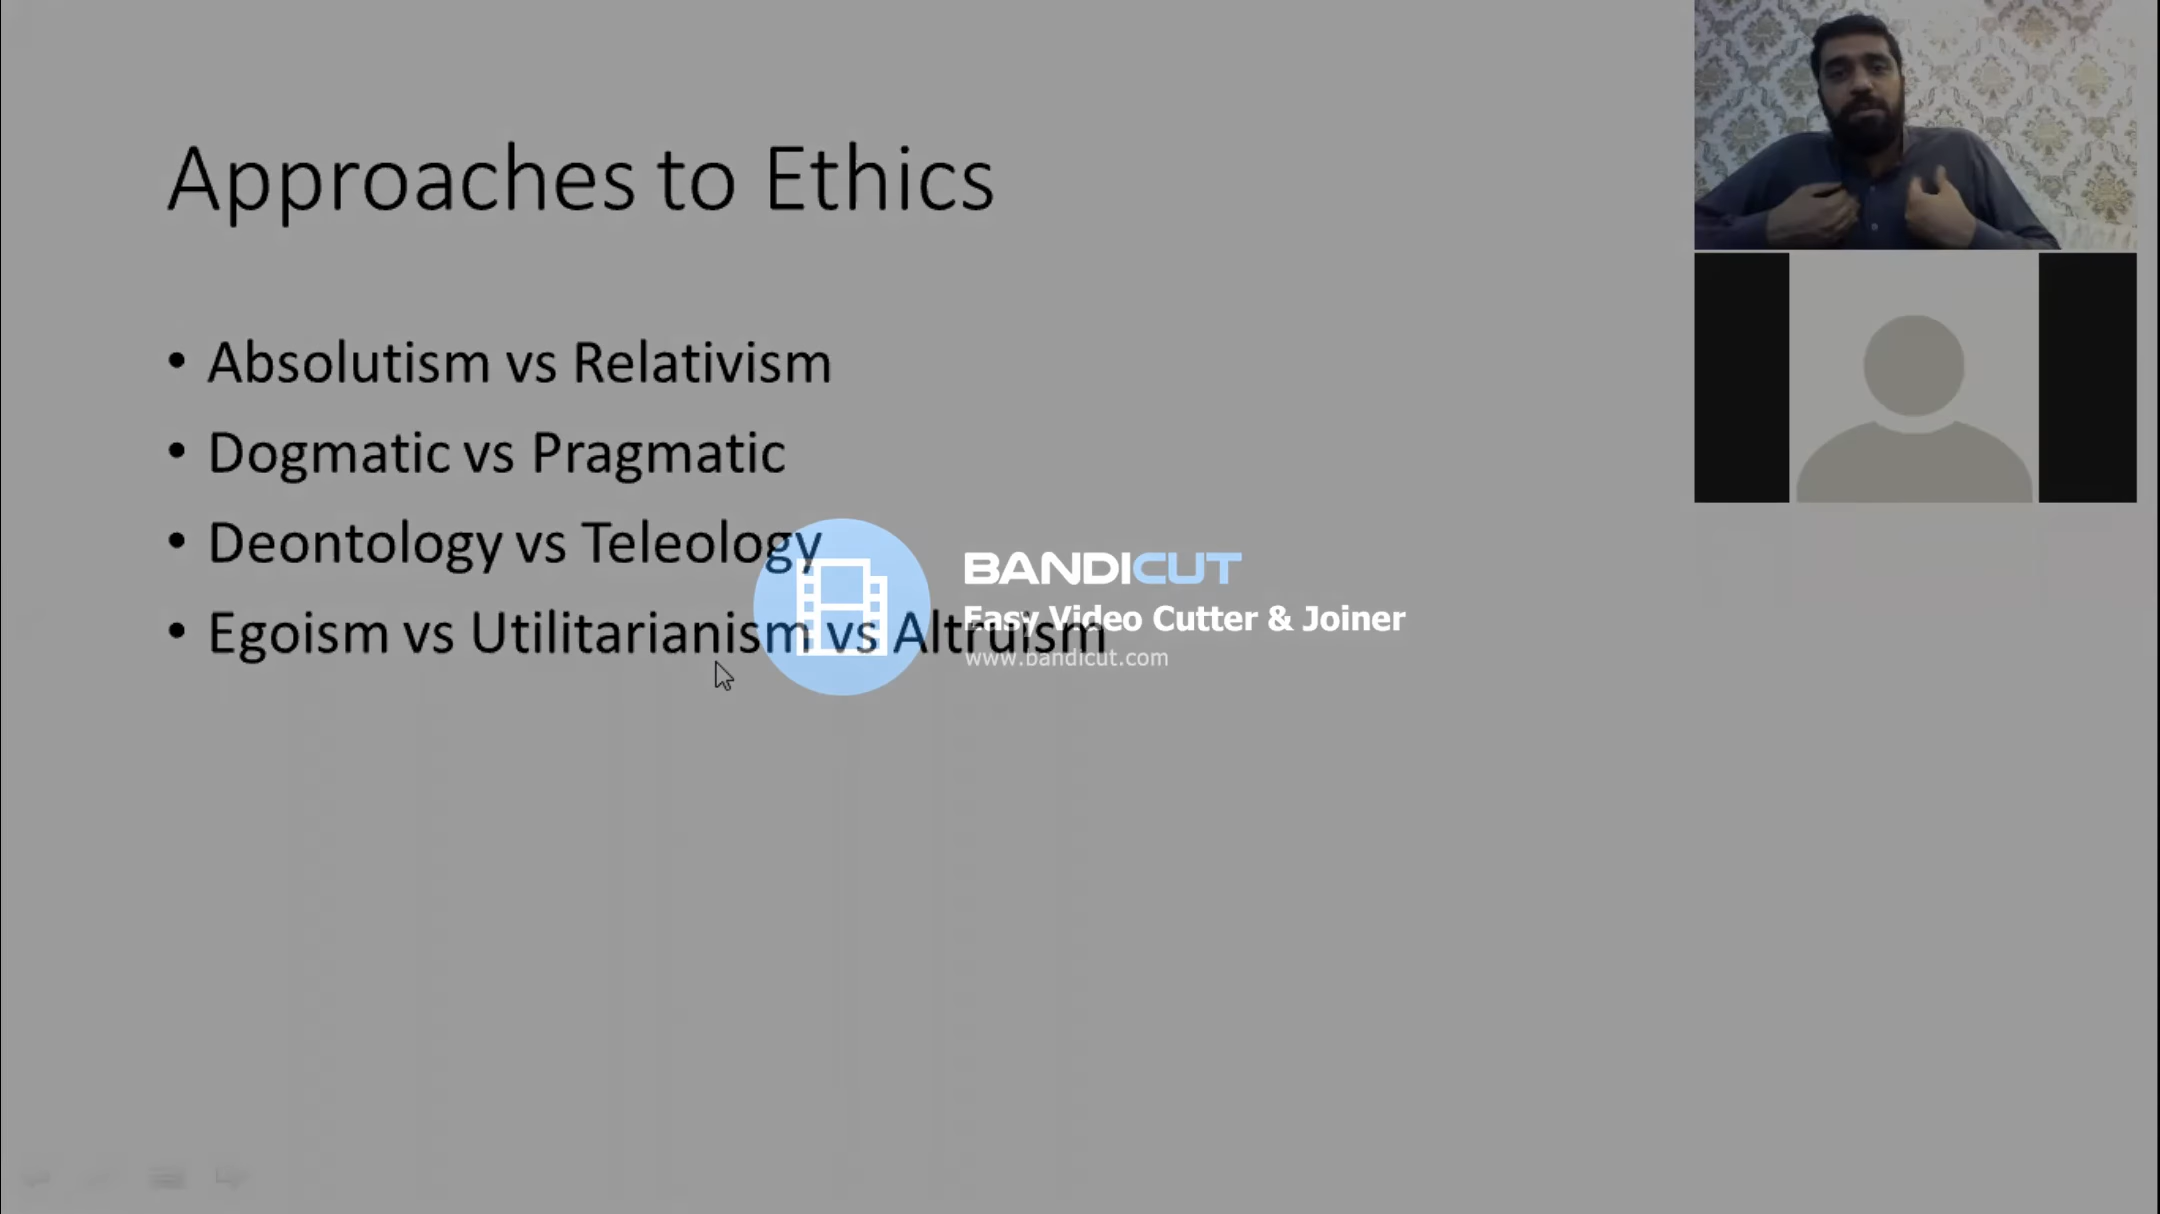 Approaches to Ethics
• Absolutism vs Relativism
• Dogmatic vs Pragmatic
• Deontology vs Teleology
• Egoism vs Utilitarianism vs Altruism
BANDICUT
Easy Video Cutter & Joiner
www.bandicut.com